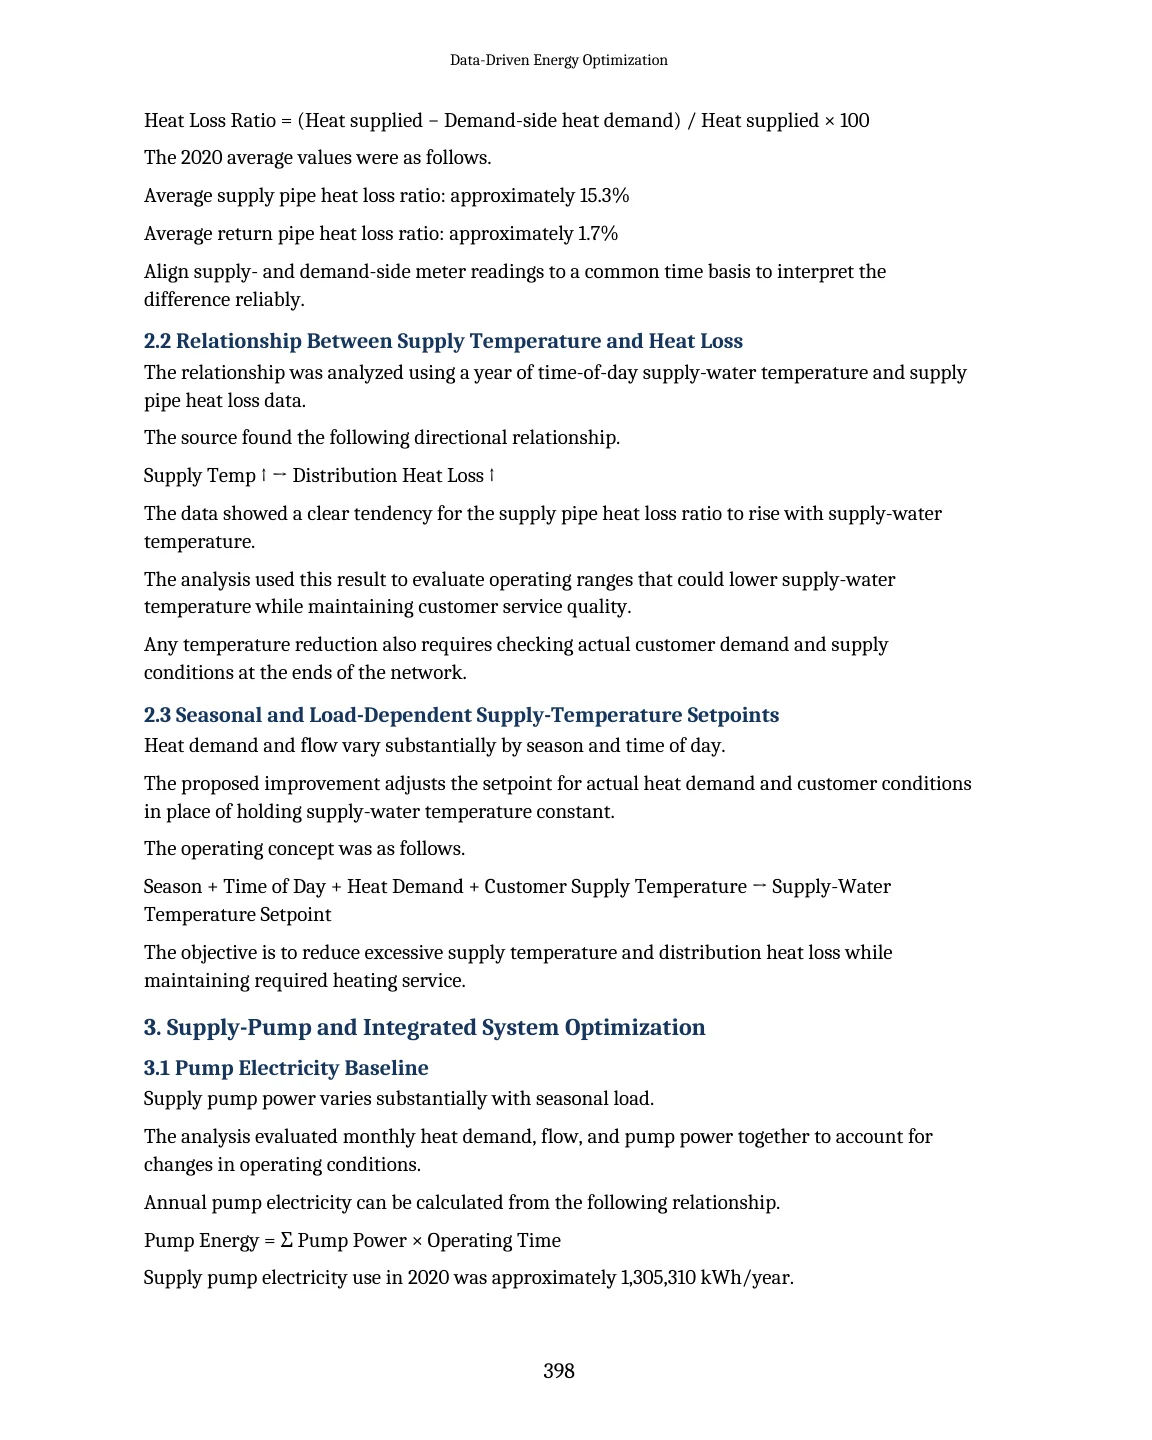 Data-Driven Energy Optimization
Heat Loss Ratio = (Heat supplied − Demand-side heat demand) / Heat supplied × 100
The 2020 average values were as follows.
Average supply pipe heat loss ratio: approximately 15.3%
Average return pipe heat loss ratio: approximately 1.7%
Align supply- and demand-side meter readings to a common time basis to interpret the
difference reliably.
2.2 Relationship Between Supply Temperature and Heat Loss
The relationship was analyzed using a year of time-of-day supply-water temperature and supply
pipe heat loss data.
The source found the following directional relationship.
Supply Temp ↑ → Distribution Heat Loss ↑
The data showed a clear tendency for the supply pipe heat loss ratio to rise with supply-water
temperature.
The analysis used this result to evaluate operating ranges that could lower supply-water
temperature while maintaining customer service quality.
Any temperature reduction also requires checking actual customer demand and supply
conditions at the ends of the network.
2.3 Seasonal and Load-Dependent Supply-Temperature Setpoints
Heat demand and flow vary substantially by season and time of day.
The proposed improvement adjusts the setpoint for actual heat demand and customer conditions
in place of holding supply-water temperature constant.
The operating concept was as follows.
Season + Time of Day + Heat Demand + Customer Supply Temperature → Supply-Water
Temperature Setpoint
The objective is to reduce excessive supply temperature and distribution heat loss while
maintaining required heating service.
3. Supply-Pump and Integrated System Optimization
3.1 Pump Electricity Baseline
Supply pump power varies substantially with seasonal load.
The analysis evaluated monthly heat demand, flow, and pump power together to account for
changes in operating conditions.
Annual pump electricity can be calculated from the following relationship.
Pump Energy = Σ Pump Power × Operating Time
Supply pump electricity use in 2020 was approximately 1,305,310 kWh/year.
398